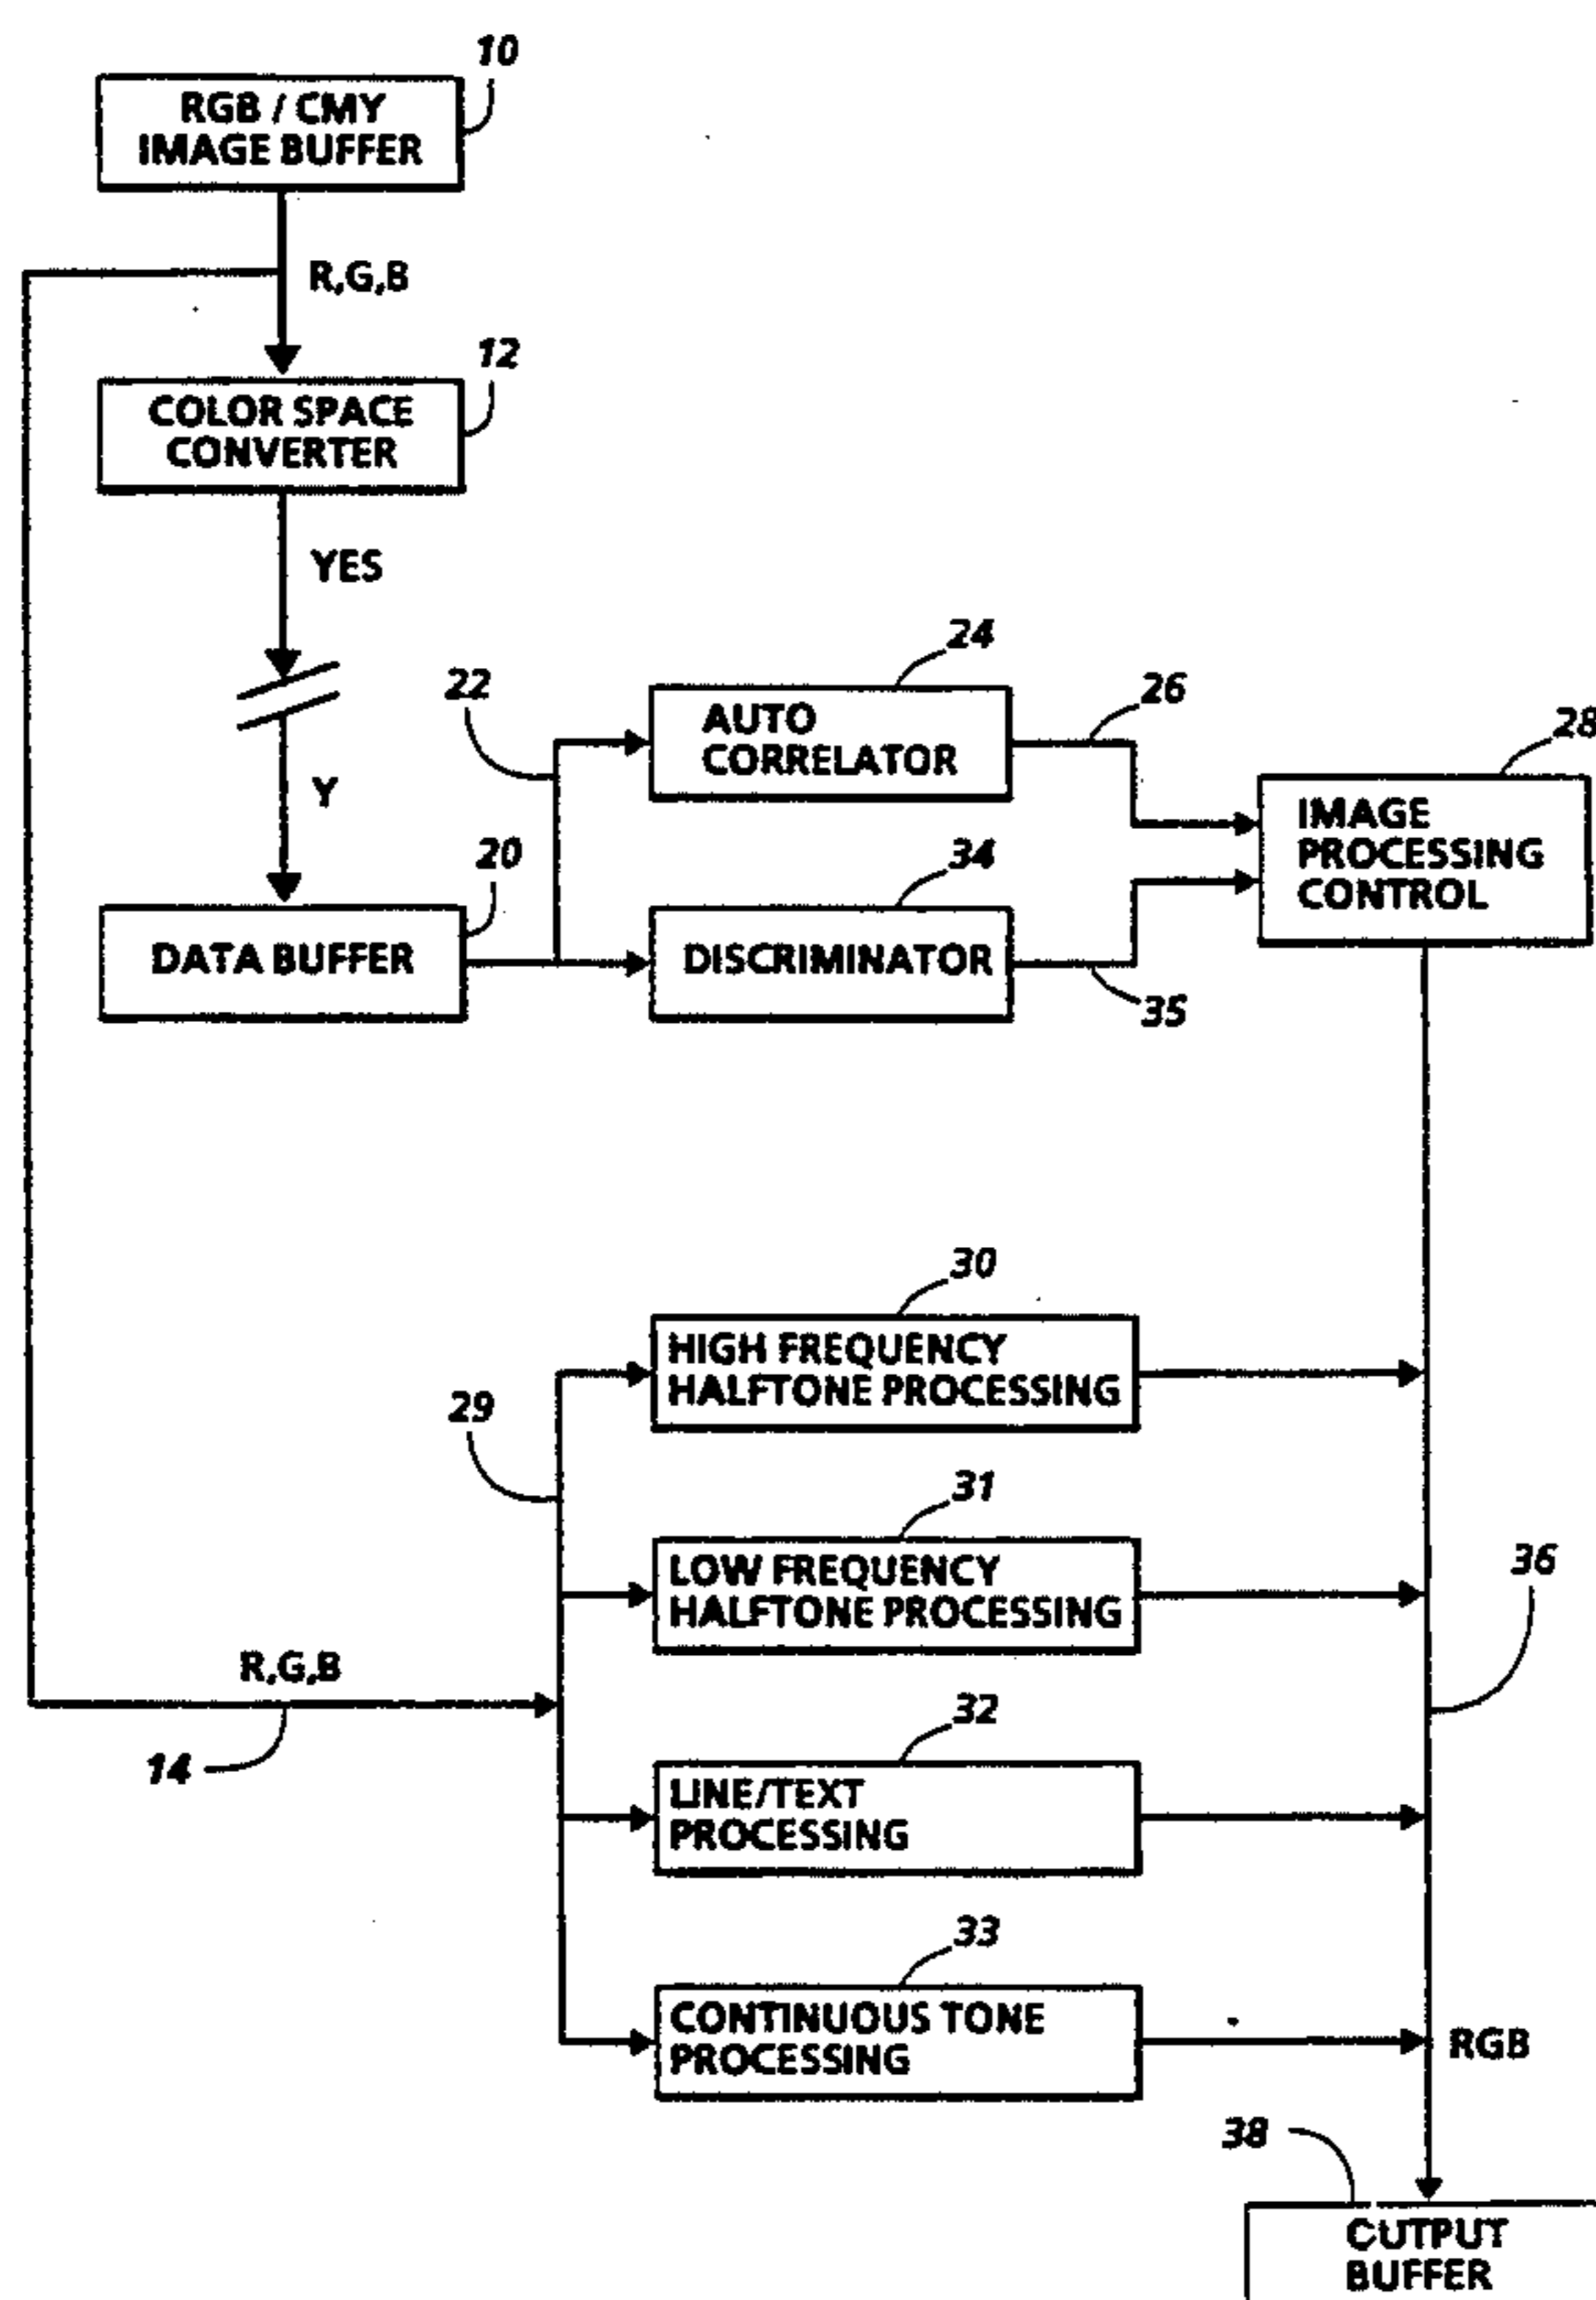 10
RGB / CMY
IMAGE BUFFER
R,G,B
12
COLOR SPACE
CONVERTER
YES
Y
20
DATA BUFFER
22
24
AUTO
CORRELATOR
26
28
IMAGE
PROCESSING
CONTROL
34
DISCRIMINATOR
35
30
HIGH FREQUENCY
HALFTONE PROCESSING
29
31
LOW FREQUENCY
HALFTONE PROCESSING
36
R,G,B
14
32
LINE/TEXT
PROCESSING
33
CONTINUOUS TONE
PROCESSING
RGB
38
CUTPUT
BUFFER